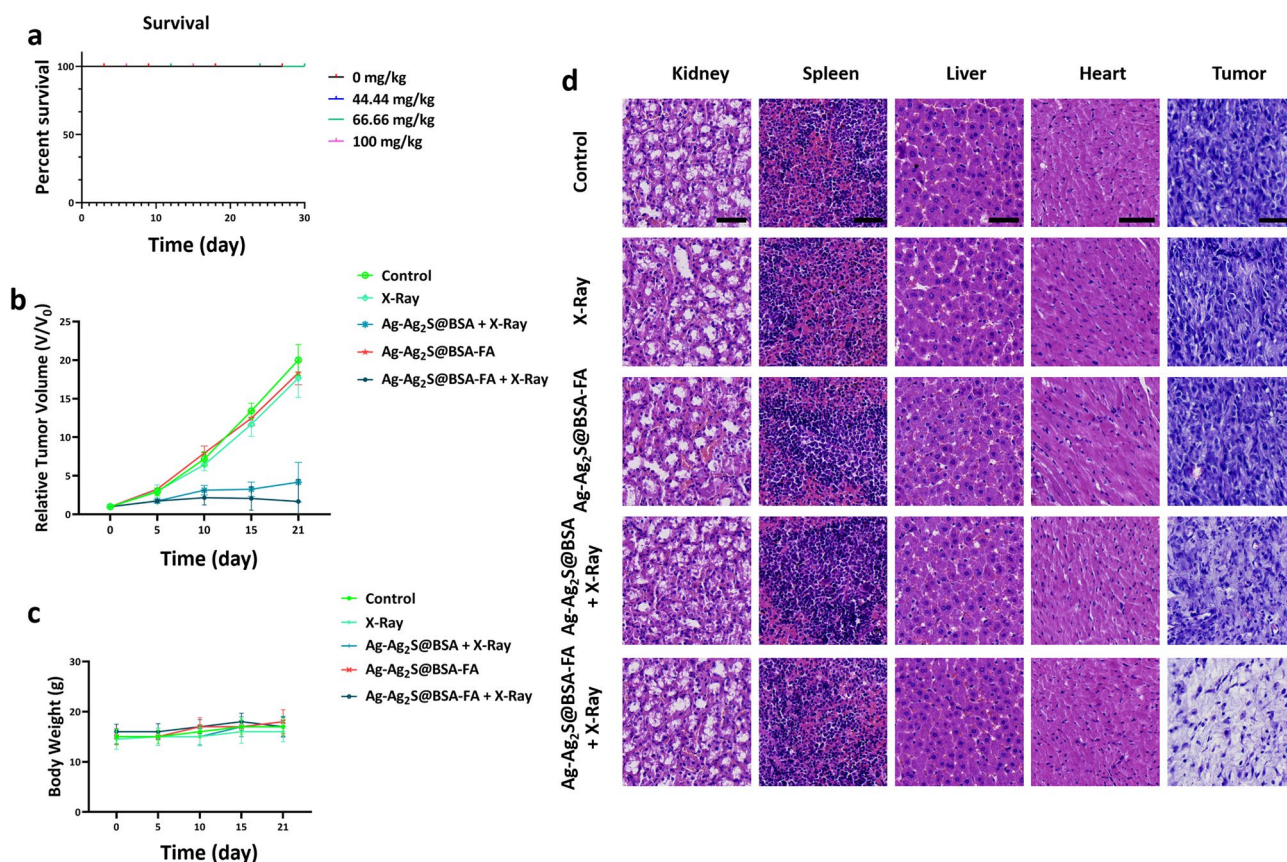 a
Survival
Percent survival
100
50
0
0
10
20
30
Time (day)
0 mg/kg
44.44 mg/kg
66.66 mg/kg
100 mg/kg
b
Relative Tumor Volume (V/V₀)
25
20
15
10
5
0
0
5
10
15
21
Time (day)
Control
X-Ray
Ag-Ag₂S@BSA + X-Ray
Ag-Ag₂S@BSA-FA
Ag-Ag₂S@BSA-FA + X-Ray
c
Body Weight (g)
30
20
10
0
0
5
10
15
21
Time (day)
Control
X-Ray
Ag-Ag₂S@BSA + X-Ray
Ag-Ag₂S@BSA-FA
Ag-Ag₂S@BSA-FA + X-Ray
d
Kidney
Spleen
Liver
Heart
Tumor
Control
X-Ray
Ag-Ag₂S@BSA-FA
Ag-Ag₂S@BSA
+ X-Ray
Ag-Ag₂S@BSA-FA
+ X-Ray